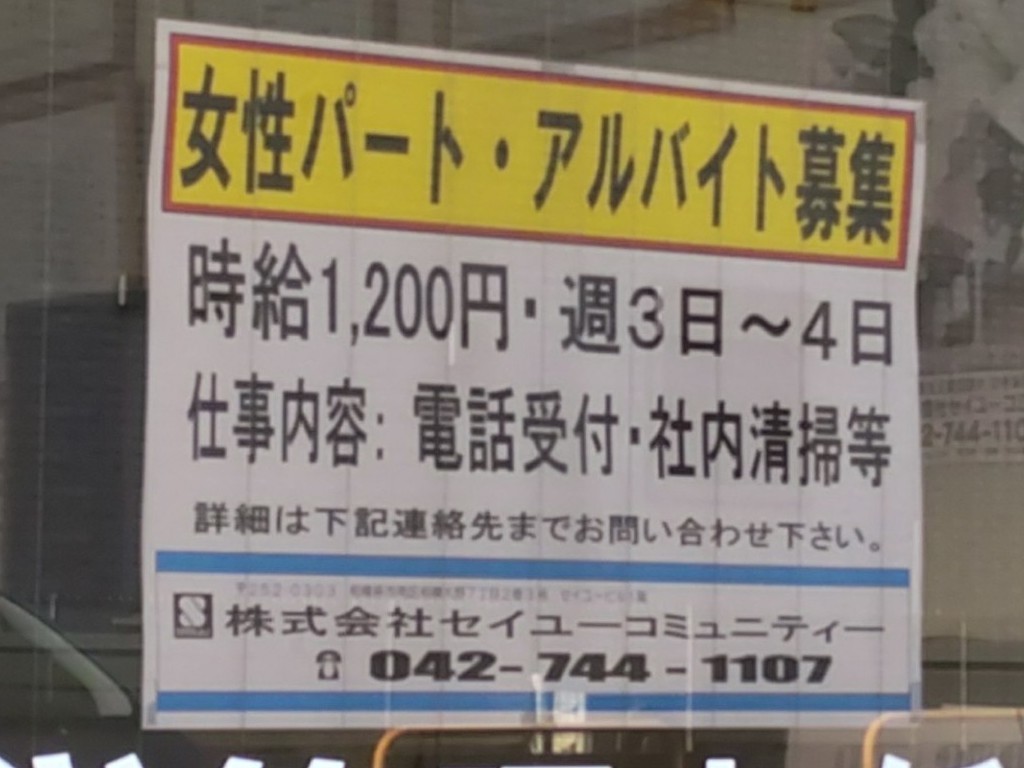 女性パート・アルバイト募集
時給1,200円・週3日～4日
仕事内容: 電話受付・社内清掃等
詳細は下記連絡先までお問い合わせ下さい。
〒252-0303
株式会社セイユーコミュニティー
☎ 042-744-1107